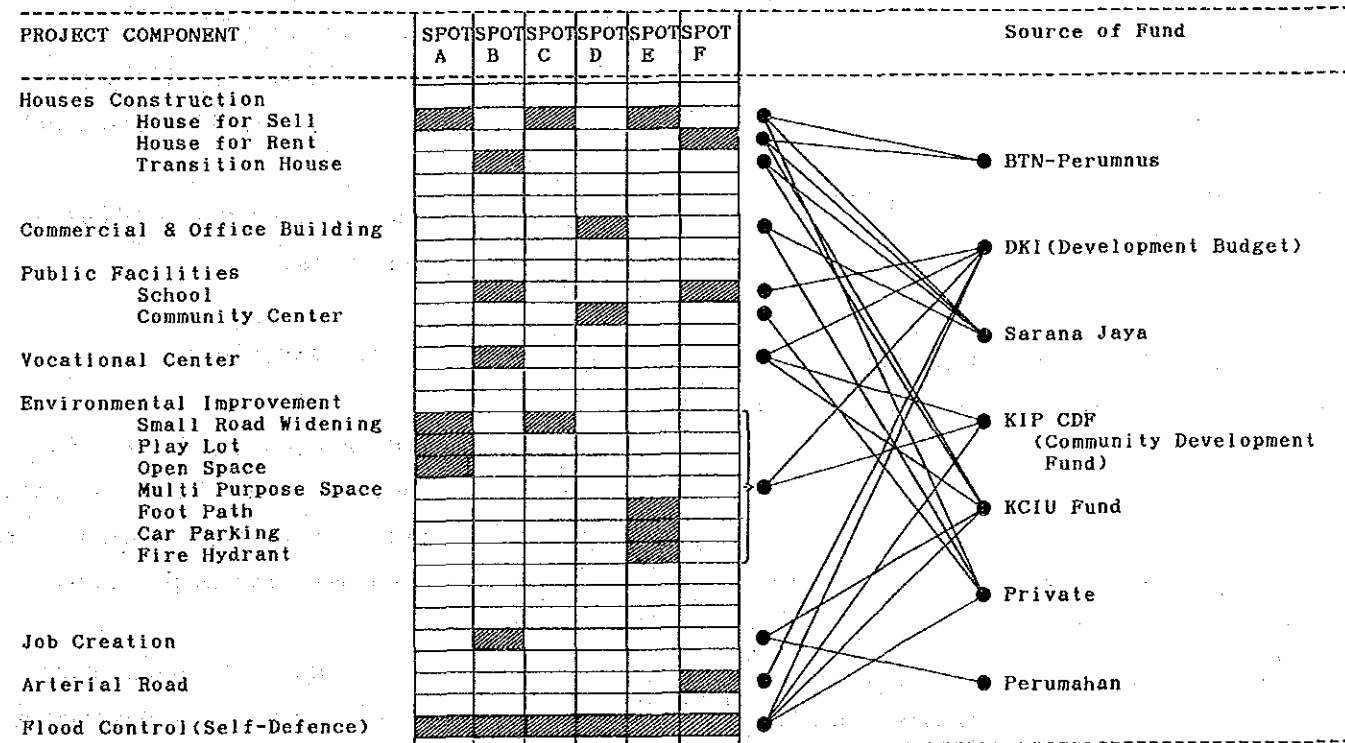 PROJECT COMPONENT SPOT A SPOT B SPOT C SPOT D SPOT E SPOT F Source of Fund
Houses Construction
House for Sell
House for Rent
Transition House
Commercial & Office Building
Public Facilities
School
Community Center
Vocational Center
Environmental Improvement
Small Road Widening
Play Lot
Open Space
Multi Purpose Space
Foot Path
Car Parking
Fire Hydrant
Job Creation
Arterial Road
Flood Control(Self-Defence)
BTN-Perumnus
DKI(Development Budget)
Sarana Jaya
KIP CDF
(Community Development
Fund)
KCIU Fund
Private
Perumahan